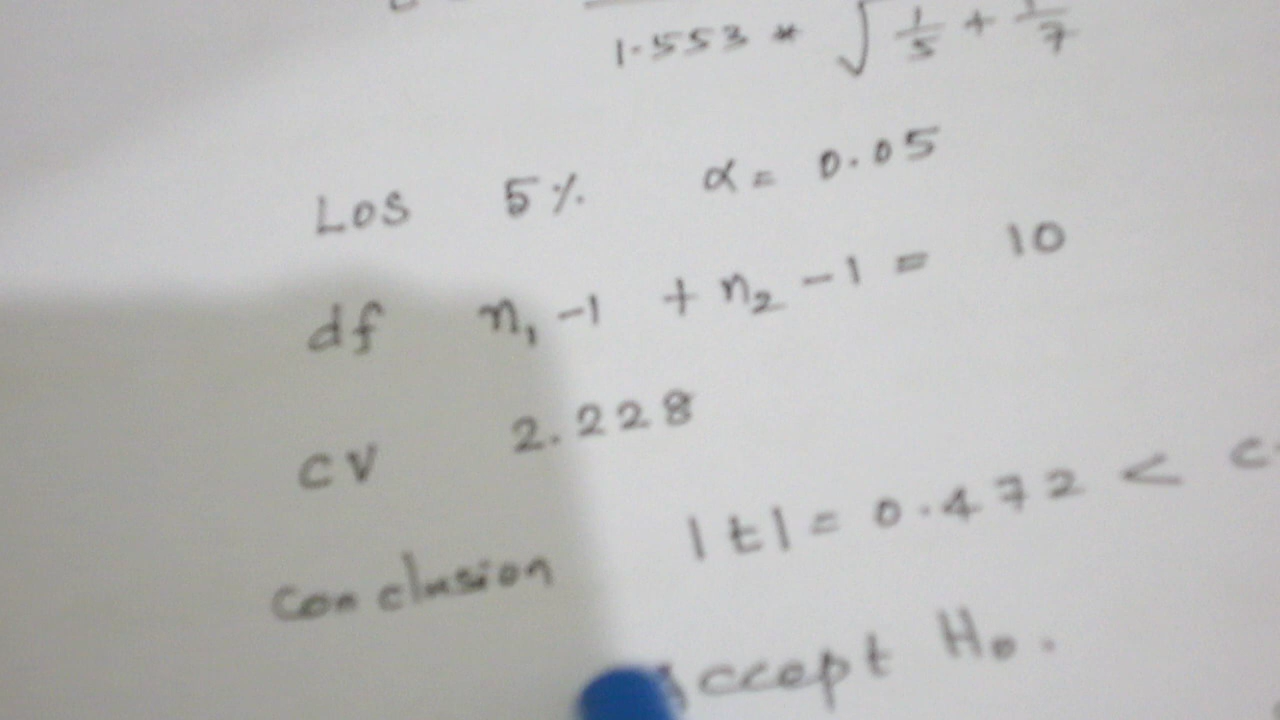 1.553 * √ 1/5 + 1/7
LOS 5% α = 0.05
df n₁ -1 + n₂ -1 = 10
CV 2.228
Conclusion |t| = 0.472 < C
Accept H₀.